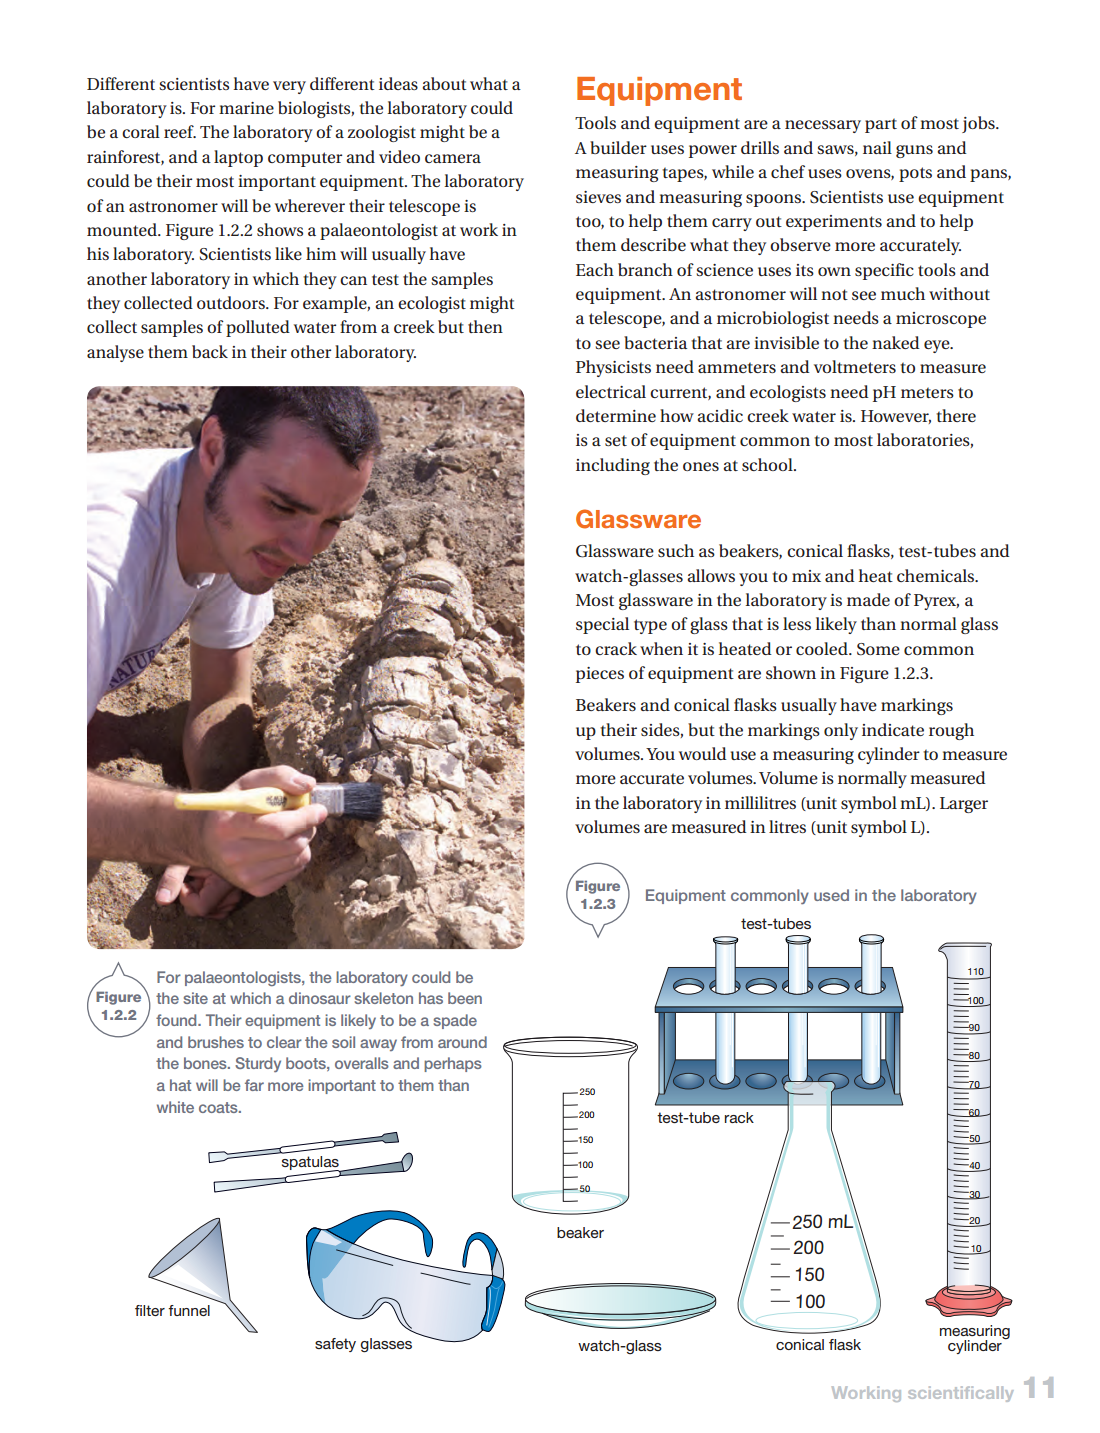 Different scientists have very different ideas about what a
laboratory is. For marine biologists, the laboratory could
be a coral reef. The laboratory of a zoologist might be a
rainforest, and a laptop computer and video camera
could be their most important equipment. The laboratory
of an astronomer will be wherever their telescope is
mounted. Figure 1.2.2 shows a palaeontologist at work in
his laboratory. Scientists like him will usually have
another laboratory in which they can test the samples
they collected outdoors. For example, an ecologist might
collect samples of polluted water from a creek but then
analyse them back in their other laboratory.
NATUR
Figure
1.2.2
For palaeontologists, the laboratory could be
the site at which a dinosaur skeleton has been
found. Their equipment is likely to be a spade
and brushes to clear the soil away from around
the bones. Sturdy boots, overalls and perhaps
a hat will be far more important to them than
white coats.
Equipment
Tools and equipment are a necessary part of most jobs.
A builder uses power drills and saws, nail guns and
measuring tapes, while a chef uses ovens, pots and pans,
sieves and measuring spoons. Scientists use equipment
too, to help them carry out experiments and to help
them describe what they observe more accurately.
Each branch of science uses its own specific tools and
equipment. An astronomer will not see much without
a telescope, and a microbiologist needs a microscope
to see bacteria that are invisible to the naked eye.
Physicists need ammeters and voltmeters to measure
electrical current, and ecologists need pH meters to
determine how acidic creek water is. However, there
is a set of equipment common to most laboratories,
including the ones at school.
Glassware
Glassware such as beakers, conical flasks, test-tubes and
watch-glasses allows you to mix and heat chemicals.
Most glassware in the laboratory is made of Pyrex, a
special type of glass that is less likely than normal glass
to crack when it is heated or cooled. Some common
pieces of equipment are shown in Figure 1.2.3.
Beakers and conical flasks usually have markings
up their sides, but the markings only indicate rough
volumes. You would use a measuring cylinder to measure
more accurate volumes. Volume is normally measured
in the laboratory in millilitres (unit symbol mL). Larger
volumes are measured in litres (unit symbol L).
Figure
1.2.3
Equipment commonly used in the laboratory
test-tubes
test-tube rack
spatulas
250
200
150
100
50
beaker
filter funnel
safety glasses
watch-glass
250 mL
200
150
100
conical flask
110
100
90
80
70
60
50
40
30
20
10
measuring
cylinder
Working scientifically 11